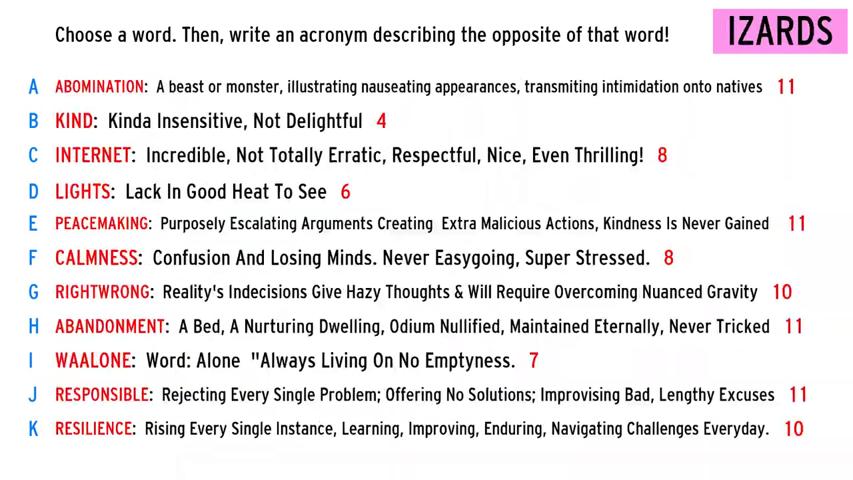 Choose a word. Then, write an acronym describing the opposite of that word!
IZARDS
A ABOMINATION: A beast or monster, illustrating nauseating appearances, transmiting intimidation onto natives 11
B KIND: Kinda Insensitive, Not Delightful 4
C INTERNET: Incredible, Not Totally Erratic, Respectful, Nice, Even Thrilling! 8
D LIGHTS: Lack In Good Heat To See 6
E PEACEMAKING: Purposely Escalating Arguments Creating Extra Malicious Actions, Kindness Is Never Gained 11
F CALMNESS: Confusion And Losing Minds. Never Easygoing, Super Stressed. 8
G RIGHTWRONG: Reality's Indecisions Give Hazy Thoughts & Will Require Overcoming Nuanced Gravity 10
H ABANDONMENT: A Bed, A Nurturing Dwelling, Odium Nullified, Maintained Eternally, Never Tricked 11
I WAALONE: Word: Alone "Always Living On No Emptyness. 7
J RESPONSIBLE: Rejecting Every Single Problem; Offering No Solutions; Improvising Bad, Lengthy Excuses 11
K RESILIENCE: Rising Every Single Instance, Learning, Improving, Enduring, Navigating Challenges Everyday. 10